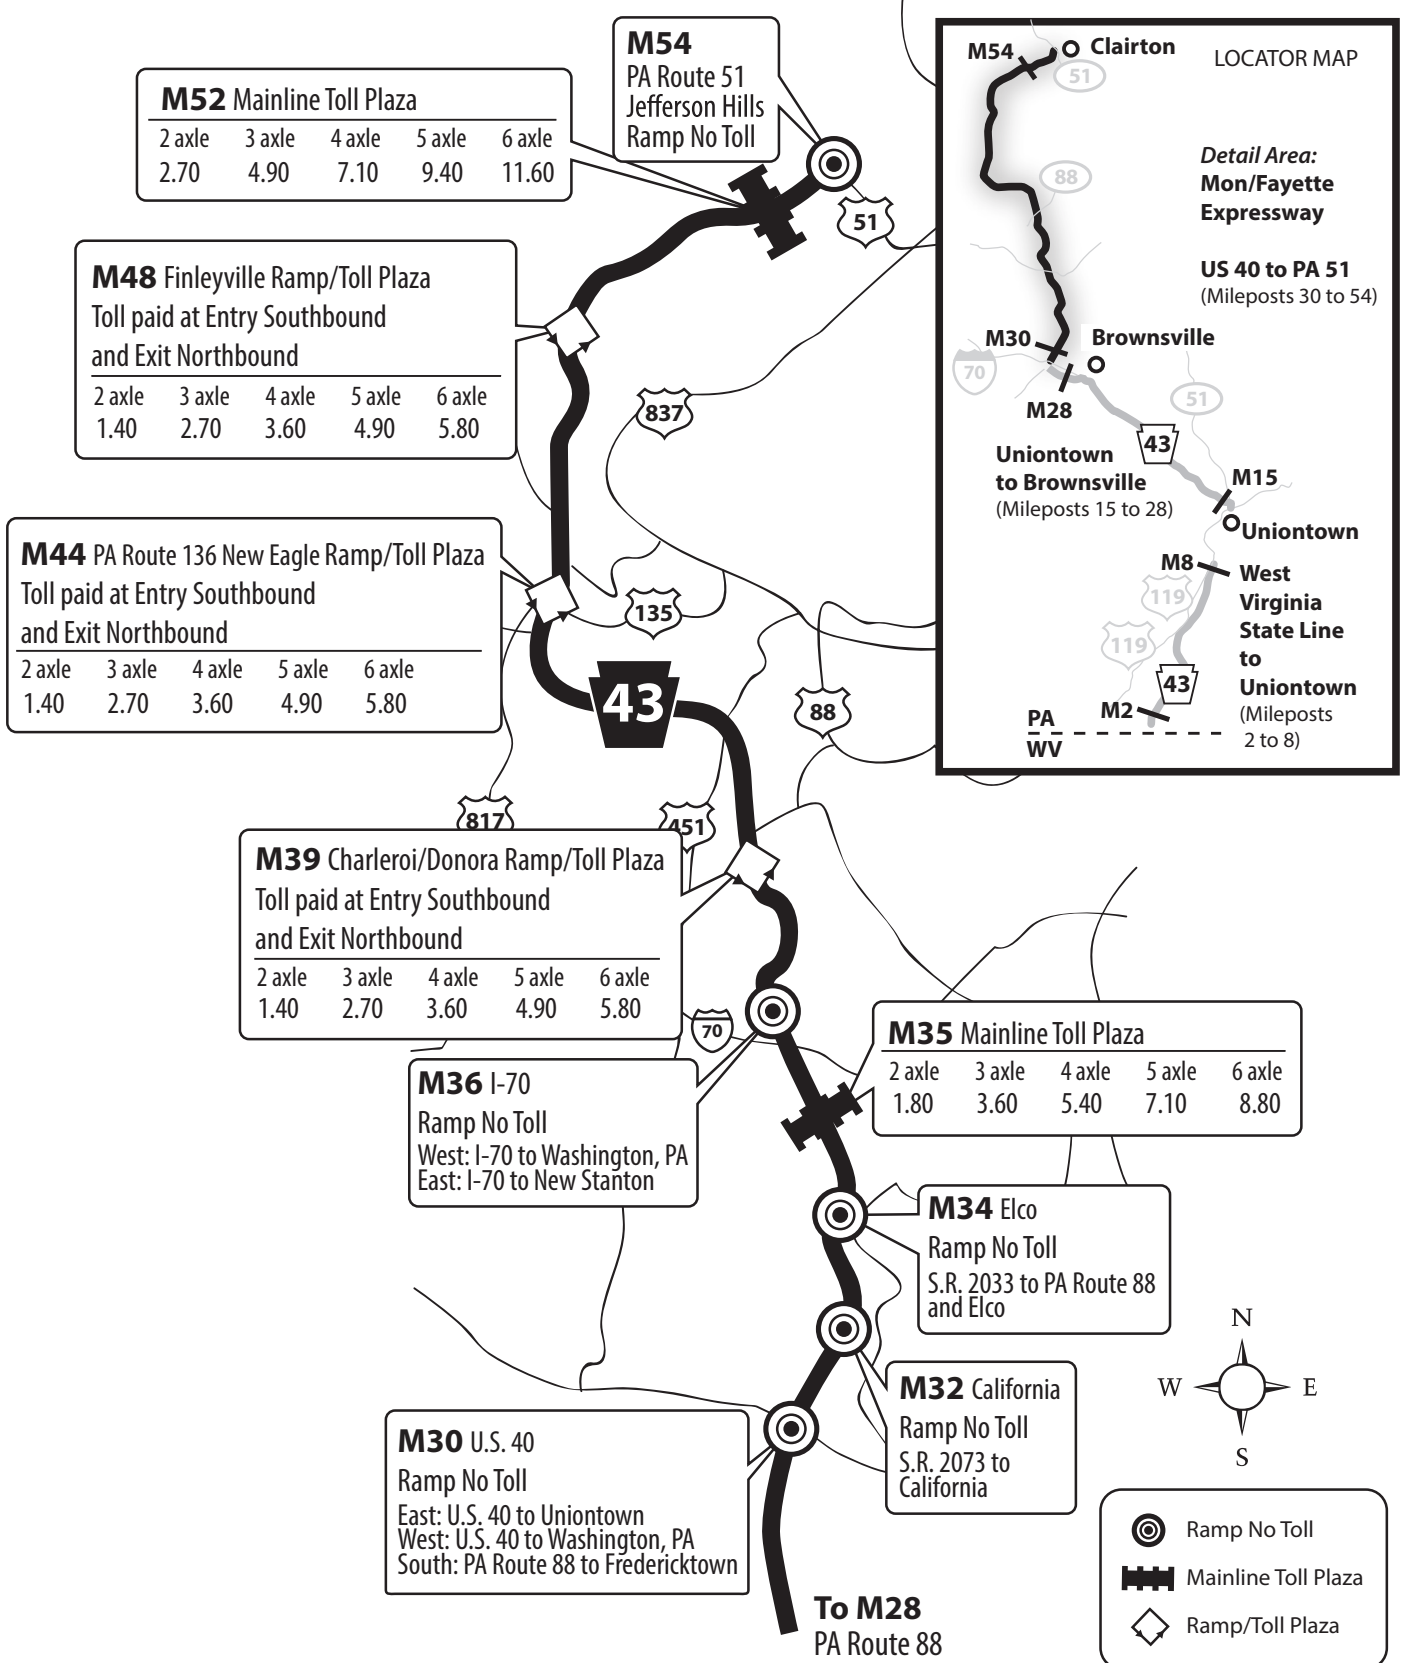 M54
PA Route 51
Jefferson Hills
Ramp No Toll
M52 Mainline Toll Plaza
2 axle 3 axle 4 axle 5 axle 6 axle
2.70 4.90 7.10 9.40 11.60
51
M48 Finleyville Ramp/Toll Plaza
Toll paid at Entry Southbound
and Exit Northbound
2 axle 3 axle 4 axle 5 axle 6 axle
1.40 2.70 3.60 4.90 5.80
837
M44 PA Route 136 New Eagle Ramp/Toll Plaza
Toll paid at Entry Southbound
and Exit Northbound
2 axle 3 axle 4 axle 5 axle 6 axle
1.40 2.70 3.60 4.90 5.80
135
43
88
817
451
M39 Charleroi/Donora Ramp/Toll Plaza
Toll paid at Entry Southbound
and Exit Northbound
2 axle 3 axle 4 axle 5 axle 6 axle
1.40 2.70 3.60 4.90 5.80
70
M36 I-70
Ramp No Toll
West: I-70 to Washington, PA
East: I-70 to New Stanton
M35 Mainline Toll Plaza
2 axle 3 axle 4 axle 5 axle 6 axle
1.80 3.60 5.40 7.10 8.80
M34 Elco
Ramp No Toll
S.R. 2033 to PA Route 88
and Elco
M32 California
Ramp No Toll
S.R. 2073 to
California
M30 U.S. 40
Ramp No Toll
East: U.S. 40 to Uniontown
West: U.S. 40 to Washington, PA
South: PA Route 88 to Fredericktown
To M28
PA Route 88
LOCATOR MAP
M54
Clairton
51
88
Detail Area:
Mon/Fayette
Expressway
US 40 to PA 51
(Mileposts 30 to 54)
M30
Brownsville
70
M28
51
43
Uniontown
to Brownsville
(Mileposts 15 to 28)
M15
Uniontown
M8
West
Virginia
State Line
to
Uniontown
(Mileposts
2 to 8)
119
119
43
M2
PA
WV
N
W E
S
Ramp No Toll
Mainline Toll Plaza
Ramp/Toll Plaza